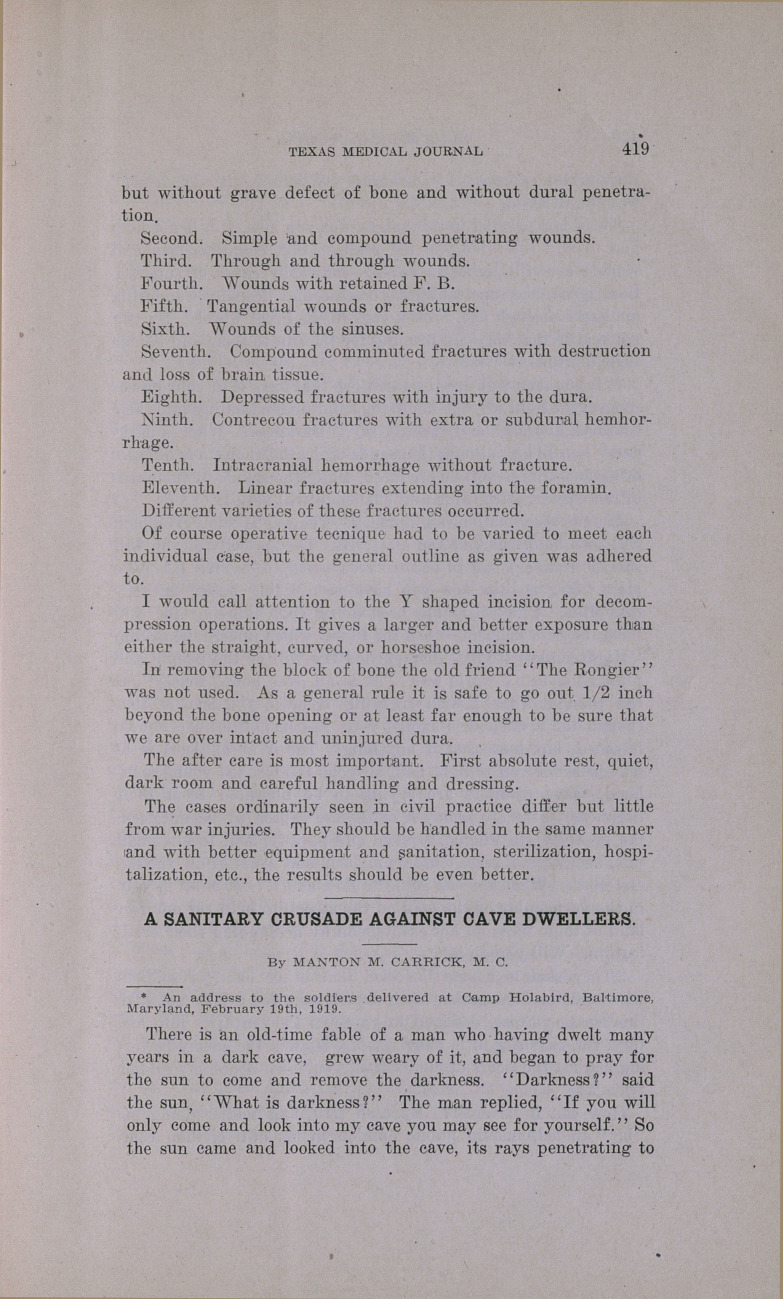 TEXAS MEDICAL JOURNAL 419
but without grave defect of bone and without dural penetra-
tion.
Second. Simple and compound penetrating wounds.
Third. Through and through wounds.
Fourth. Wounds with retained F. B.
Fifth. Tangential wounds or fractures.
Sixth. Wounds of the sinuses.
Seventh. Compound comminuted fractures with destruction
and loss of brain tissue.
Eighth. Depressed fractures with injury to the dura.
Ninth. Contrecou fractures with extra or subdural hemhor-
rhage.
Tenth. Intracranial hemorrhage without fracture.
Eleventh. Linear fractures extending into the foramin.
Different varieties of these fractures occurred.
Of course operative tecnique had to be varied to meet each
individual case, but the general outline as given was adhered
to.
I would call attention to the Y shaped incision for decom-
pression operations. It gives a larger and better exposure than
either the straight, curved, or horseshoe incision.
In removing the block of bone the old friend "The Rongier"
was not used. As a general rule it is safe to go out 1/2 inch
beyond the bone opening or at least far enough to be sure that
we are over intact and uninjured dura.
The after care is most important. First absolute rest, quiet,
dark room and careful handling and dressing.
The cases ordinarily seen in civil practice differ but little
from war injuries. They should be handled in the same manner
and with better equipment and sanitation, sterilization, hospi-
talization, etc., the results should be even better.
A SANITARY CRUSADE AGAINST CAVE DWELLERS.
By MANTON M. CARRICK, M. C.
* An address to the soldiers delivered at Camp Holabird, Baltimore,
Maryland, February 19th, 1919.
There is an old-time fable of a man who having dwelt many
years in a dark cave, grew weary of it, and began to pray for
the sun to come and remove the darkness. "Darkness?" said
the sun, "What is darkness?" The man replied, "If you will
only come and look into my cave you may see for yourself." So
the sun came and looked into the cave, its rays penetrating to